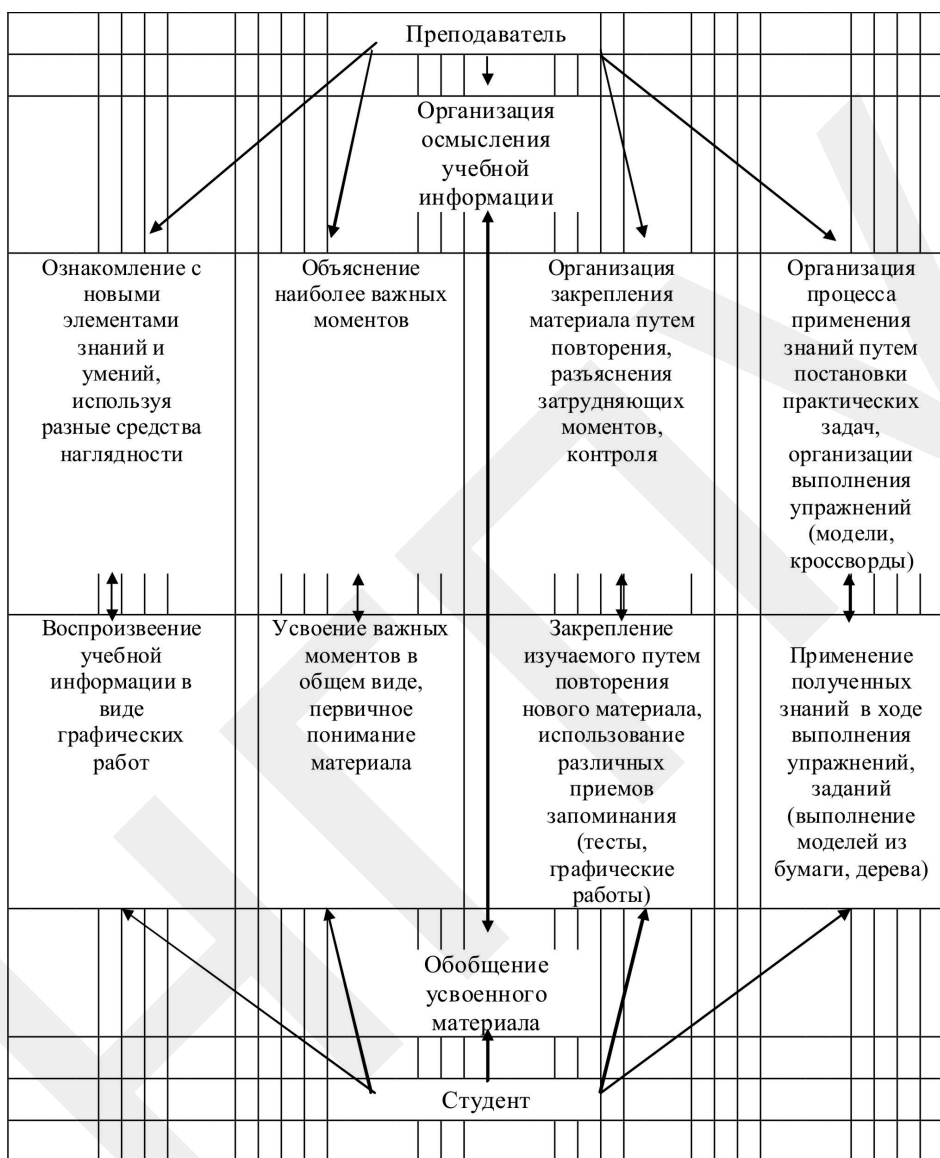 Преподаватель
Организация
осмысления
учебной
информации
Ознакомление с
новыми
элементами
знаний и
умений,
используя
разные средства
наглядности
Объяснение
наиболее важных
моментов
Организация
закрепления
материала путем
повторения,
разъяснения
затрудняющих
моментов,
контроля
Организация
процесса
применения
знаний путем
постановки
практических
задач,
организации
выполнения
упражнений
(модели,
кроссворды)
Воспроизвеение
учебной
информации в
виде
графических
работ
Усвоение важных
моментов в
общем виде,
первичное
понимание
материала
Закрепление
изучаемого путем
повторения
нового материала,
использование
различных
приемов
запоминания
(тесты,
графические
работы)
Применение
полученных
знаний в ходе
выполнения
упражнений,
заданий
(выполнение
моделей из
бумаги, дерева)
Обобщение
усвоенного
материала
Студент